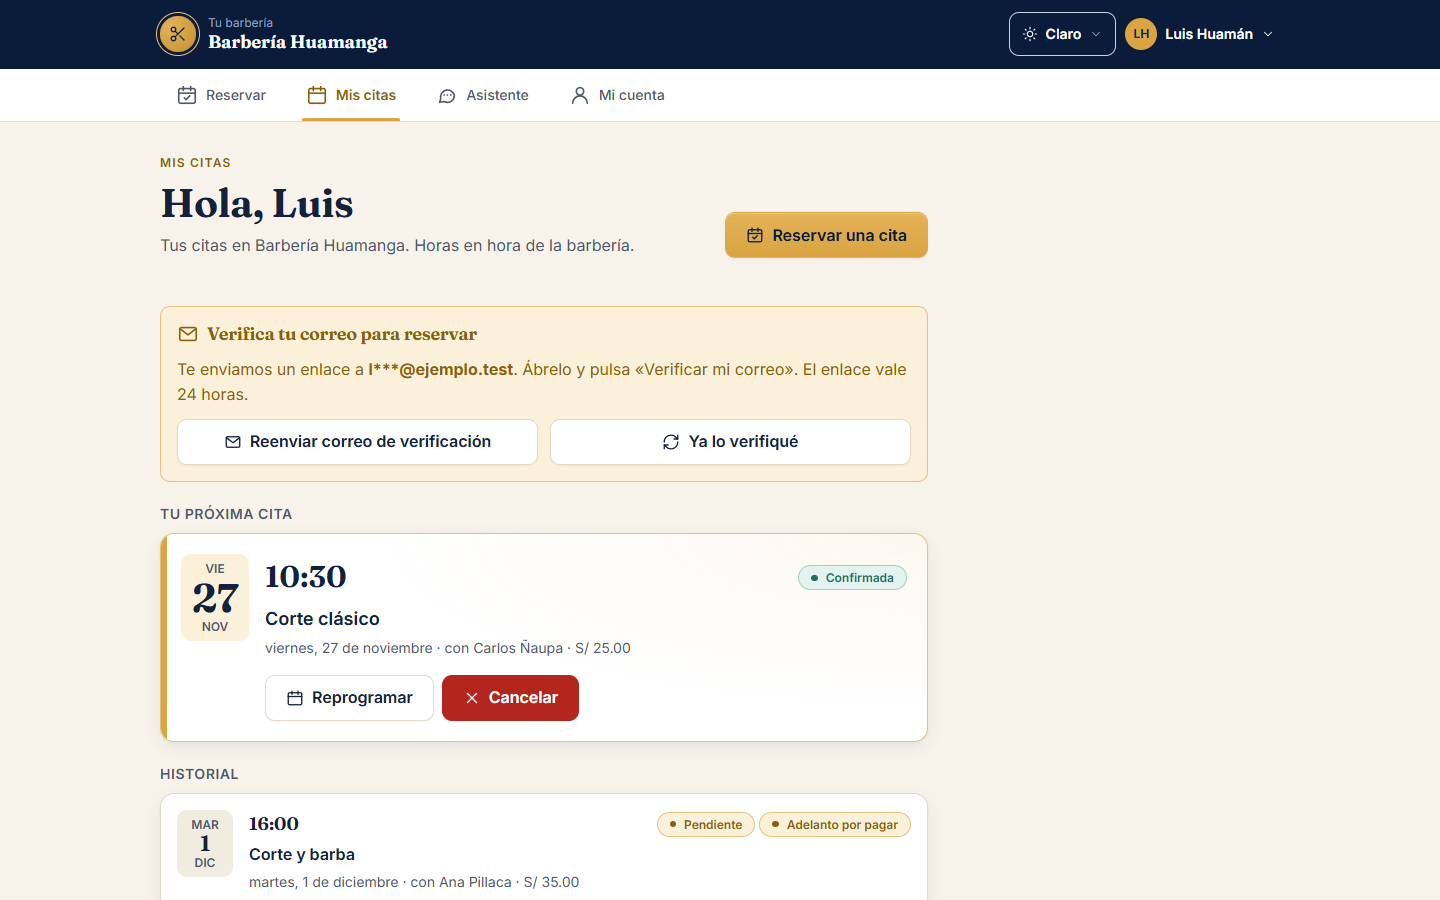 Tu barbería
Barbería Huamanga
Claro
LH
Luis Huamán
Reservar
Mis citas
Asistente
Mi cuenta
MIS CITAS
Hola, Luis
Tus citas en Barbería Huamanga. Horas en hora de la barbería.
Reservar una cita
Verifica tu correo para reservar
Te enviamos un enlace a l***@ejemplo.test. Ábrelo y pulsa «Verificar mi correo». El enlace vale
24 horas.
Reenviar correo de verificación
Ya lo verifiqué
TU PRÓXIMA CITA
VIE
27
NOV
10:30
Confirmada
Corte clásico
viernes, 27 de noviembre · con Carlos Ñaupa · S/ 25.00
Reprogramar
Cancelar
HISTORIAL
MAR
1
DIC
16:00
Pendiente
Adelanto por pagar
Corte y barba
martes, 1 de diciembre · con Ana Pillaca · S/ 35.00